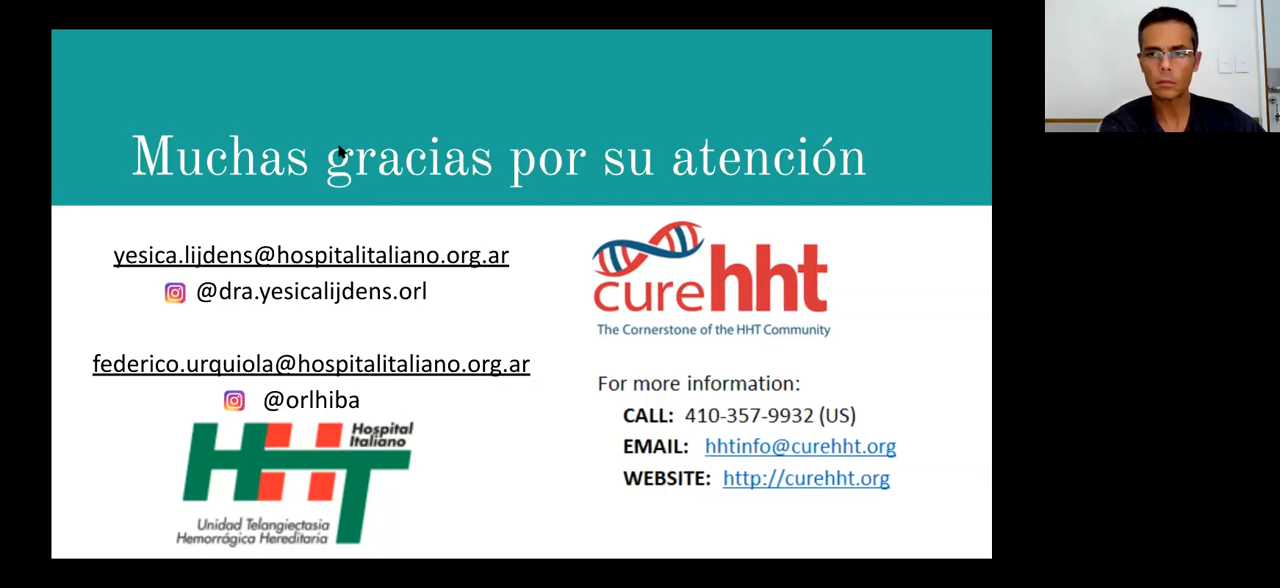 Muchas gracias por su atención
yesica.lijdens@hospitalitaliano.org.ar
@dra.yesicalijdens.orl
federico.urquiola@hospitalitaliano.org.ar
@orlhiba
HHT
Hospital
Italiano
Unidad Telangiectasia
Hemorrágica Hereditaria
curehht
The Cornerstone of the HHT Community
For more information:
CALL: 410-357-9932 (US)
EMAIL: hhtinfo@curehht.org
WEBSITE: http://curehht.org